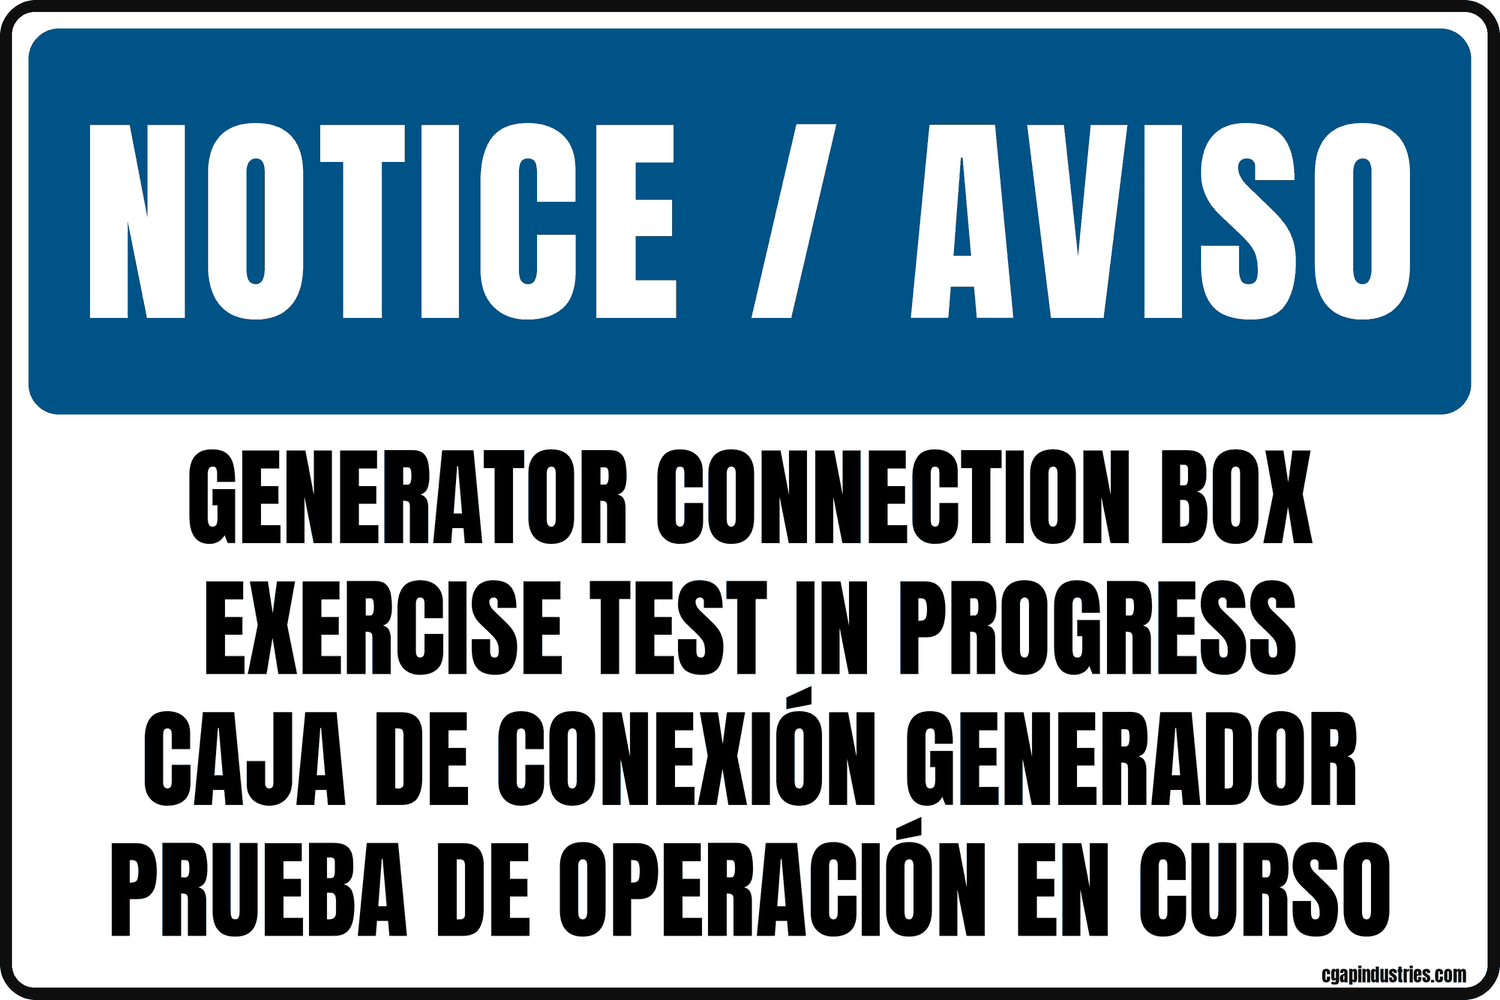 NOTICE / AVISO
GENERATOR CONNECTION BOX
EXERCISE TEST IN PROGRESS
CAJA DE CONEXIÓN GENERADOR
PRUEBA DE OPERACIÓN EN CURSO
cgapindustries.com